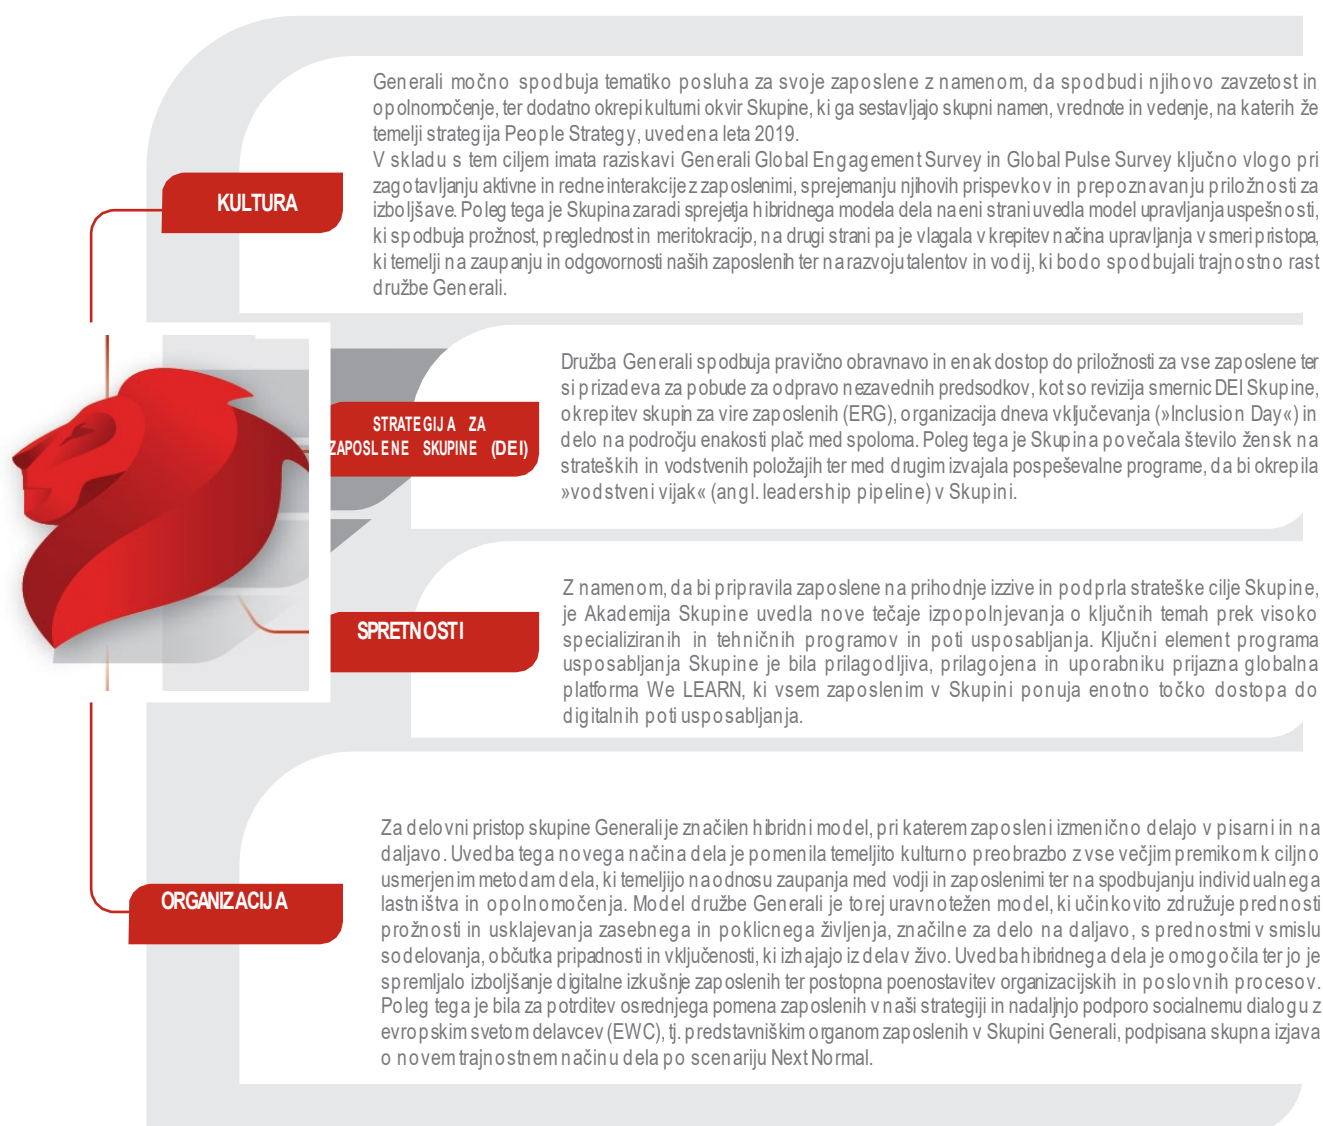 Generali močno spodbuja tematiko posluha za svoje zaposlene z namenom, da spodbudi njihovo zavzetost in
opolnomočenje, ter dodatno okrepi kulturni okvir Skupine, ki ga sestavljajo skupni namen, vrednote in vedenje, na katerih že
temelji strategija People Strategy, uvedena leta 2019.
V skladu s tem ciljem imata raziskavi Generali Global Engagement Survey in Global Pulse Survey ključno vlogo pri
zagotavljanju aktivne in redne interakcije z zaposlenimi, sprejemanju njihovih prispevkov in prepoznavanju priložnosti za
izboljšave. Poleg tega je Skupina zaradi sprejetja hibridnega modela dela na eni strani uvedla model upravljanja uspešnosti,
ki spodbuja prožnost, preglednost in meritokracijo, na drugi strani pa je vlagala v krepitev načina upravljanja v smeri pristopa,
ki temelji na zaupanju in odgovornosti naših zaposlenih ter na razvoju talentov in vodij, ki bodo spodbujali trajnostno rast
družbe Generali.
KULTURA
Družba Generali spodbuja pravično obravnavo in enak dostop do priložnosti za vse zaposlene ter
si prizadeva za pobude za odpravo nezavednih predsodkov, kot so revizija smernic DEI Skupine,
okrepitev skupin za vire zaposlenih (ERG), organizacija dneva vključevanja (»Inclusion Day«) in
delo na področju enakosti plač med spoloma. Poleg tega je Skupina povečala število žensk na
strateških in vodstvenih položajih ter med drugim izvajala pospeševalne programe, da bi okrepila
»vodstveni vijak« (angl. leadership pipeline) v Skupini.
STRATEGIJA ZA
ZAPOSLENE SKUPINE (DEI)
Z namenom, da bi pripravila zaposlene na prihodnje izzive in podprla strateške cilje Skupine,
je Akademija Skupine uvedla nove tečaje izpopolnjevanja o ključnih temah prek visoko
specializiranih in tehničnih programov in poti usposabljanja. Ključni element programa
usposabljanja Skupine je bila prilagodljiva, prilagojena in uporabniku prijazna globalna
platforma We LEARN, ki vsem zaposlenim v Skupini ponuja enotno točko dostopa do
digitalnih poti usposabljanja.
SPRETNOSTI
Za delovni pristop skupine Generali je značilen hibridni model, pri katerem zaposleni izmenično delajo v pisarni in na
daljavo. Uvedba tega novega načina dela je pomenila temeljito kulturno preobrazbo z vse večjim premikom k ciljno
usmerjenim metodam dela, ki temeljijo na odnosu zaupanja med vodji in zaposlenimi ter na spodbujanju individualnega
lastništva in opolnomočenja. Model družbe Generali je torej uravnotežen model, ki učinkovito združuje prednosti
prožnosti in usklajevanja zasebnega in poklicnega življenja, značilne za delo na daljavo, s prednostmi v smislu
sodelovanja, občutka pripadnosti in vključenosti, ki izhajajo iz dela v živo. Uvedba hibridnega dela je omogočila ter jo je
spremljalo izboljšanje digitalne izkušnje zaposlenih ter postopna poenostavitev organizacijskih in poslovnih procesov.
Poleg tega je bila za potrditev osrednjega pomena zaposlenih v naši strategiji in nadaljnjo podporo socialnemu dialogu z
evropskim svetom delavcev (EWC), tj. predstavniškim organom zaposlenih v Skupini Generali, podpisana skupna izjava
o novem trajnostnem načinu dela po scenariju Next Normal.
ORGANIZACIJA